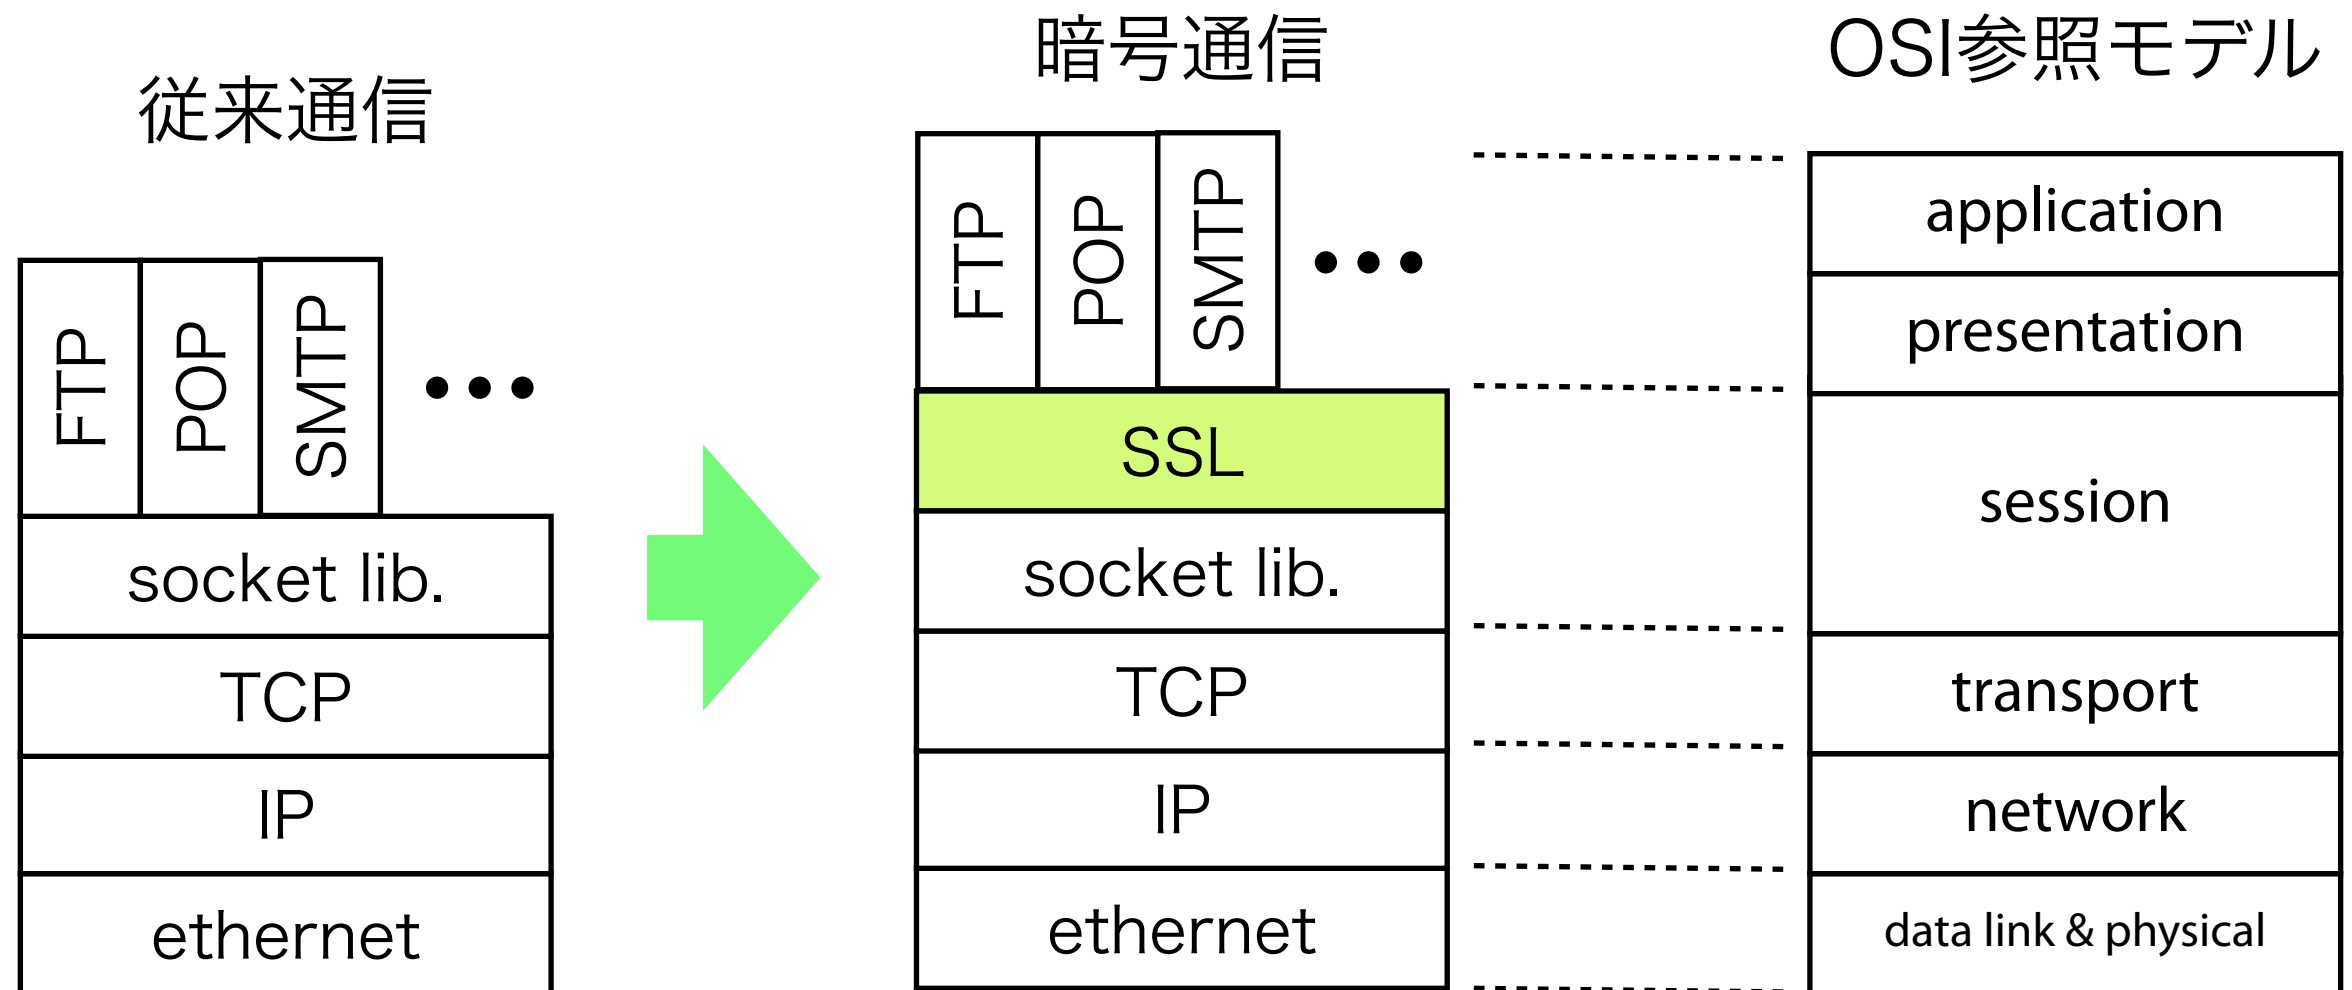 従来通信
FTP
POP
SMTP
•••
socket lib.
TCP
IP
ethernet
暗号通信
FTP
POP
SMTP
•••
SSL
socket lib.
TCP
IP
ethernet
OSI参照モデル
application
presentation
session
transport
network
data link & physical